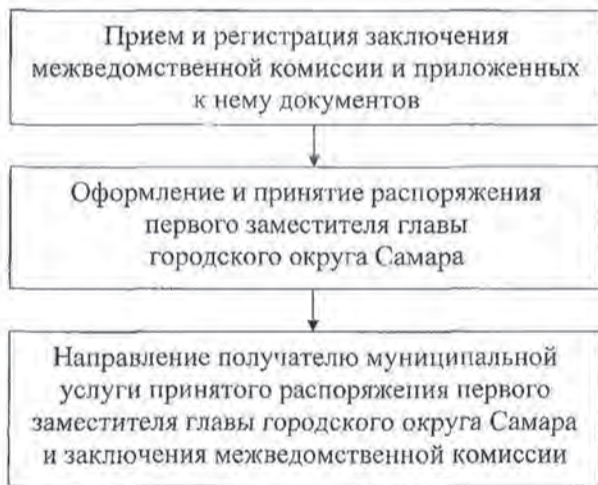 Прием и регистрация заключения
межведомственной комиссии и приложенных
к нему документов
Оформление и принятие распоряжения
первого заместителя главы
городского округа Самара
Направление получателю муниципальной
услуги принятого распоряжения первого
заместителя главы городского округа Самара
и заключения межведомственной комиссии